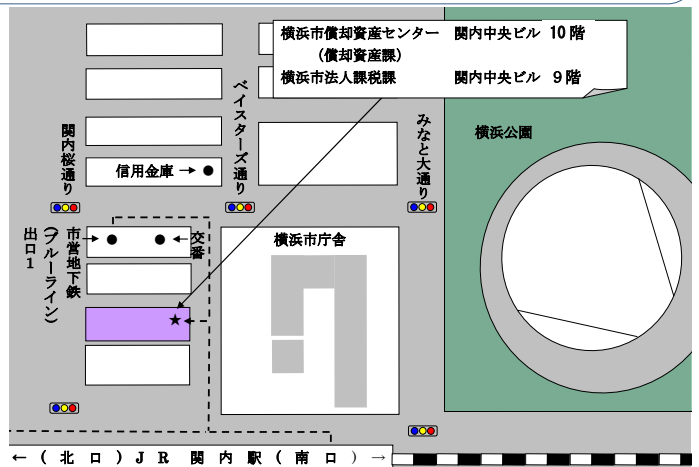 横浜市償却資産センター　関内中央ビル 10 階
(償却資産課)
横浜市法人課税課　関内中央ビル 9 階
ベイスターズ通り
みなと大通り
横浜公園
関内桜通り
信用金庫 → ●
横浜市庁舎
市営地下鉄
(ブルーライン)
出口１
→ ●
● ← 交番
★
← ( 北 口 ) J R 関 内 駅 ( 南 口 ) →